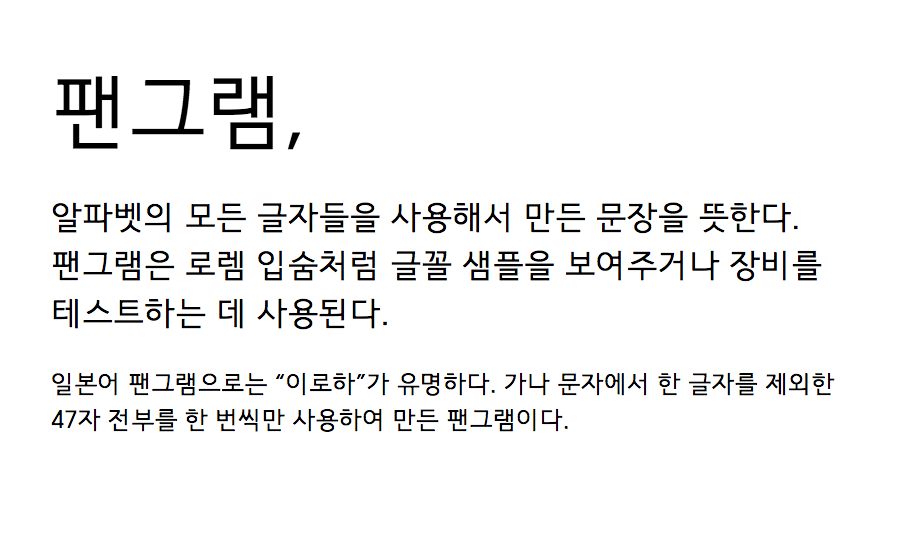 팬그램,
알파벳의 모든 글자들을 사용해서 만든 문장을 뜻한다.
팬그램은 로렘 입숨처럼 글꼴 샘플을 보여주거나 장비를
테스트하는 데 사용된다.
일본어 팬그램으로는 “이로하”가 유명하다. 가나 문자에서 한 글자를 제외한
47자 전부를 한 번씩만 사용하여 만든 팬그램이다.